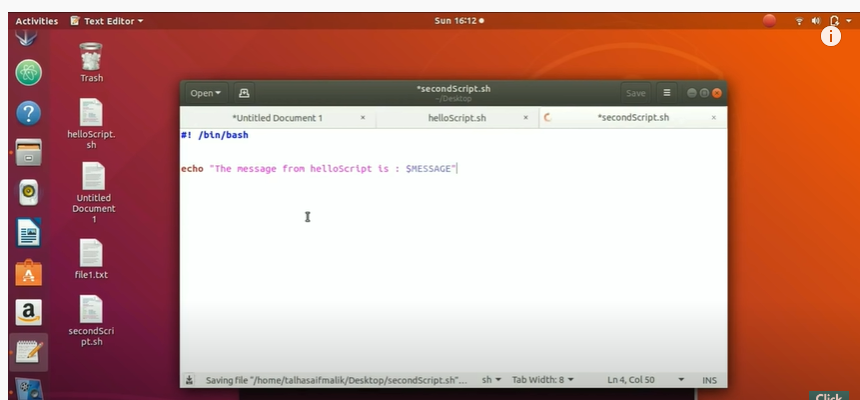 Activities Text Editor Sun 16:12
Trash
helloScript.
sh
Untitled
Document
1
file1.txt
secondScri
pt.sh
Open *secondScript.sh Save
~/Desktop
*Untitled Document 1 helloScript.sh *secondScript.sh
#! /bin/bash
echo "The message from helloScript is : $MESSAGE"
Saving file "/home/talhasaifmalik/Desktop/secondScript.sh"... sh Tab Width: 8 Ln 4, Col 50 INS
Click